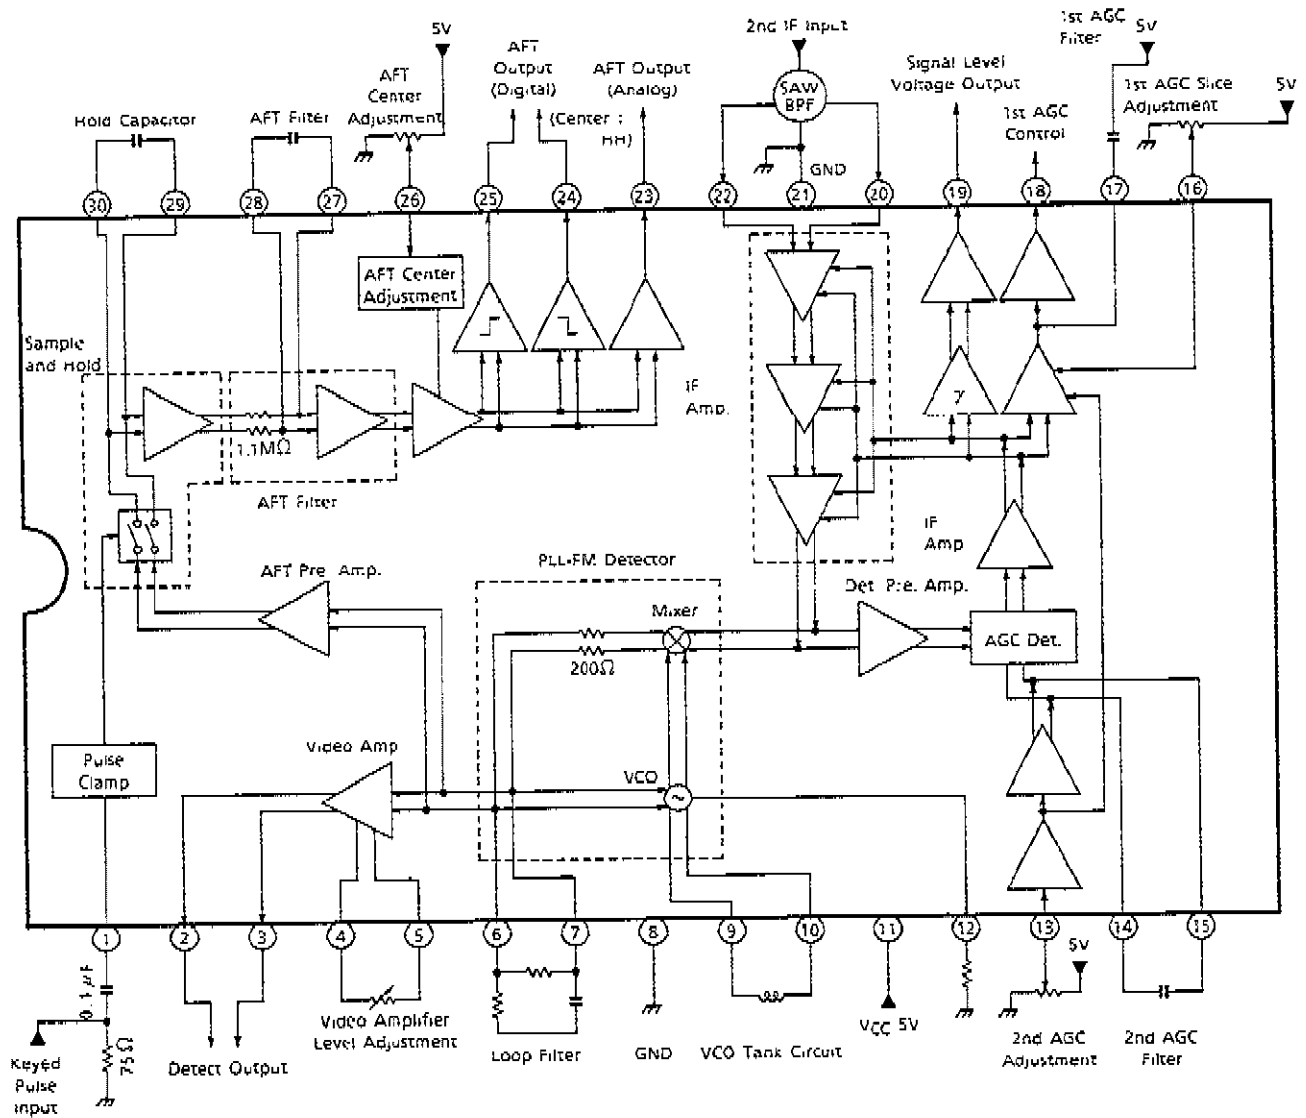 2nd IF Input
1st AGC
Filter
5V
5V
AFT
Output
(Digital)
AFT Output
(Analog)
(Center :
HH)
SAW
BPF
Signal Level
Voltage Output
1st AGC Slice
Adjustment
5V
AFT
Center
Adjustment
Hold Capacitor
AFT Filter
1st AGC
Control
GND
30
29
28
27
26
25
24
23
22
21
20
19
18
17
16
AFT Center
Adjustment
Sample
and Hold
IF
Amp.
γ
1.1MΩ
AFT Filter
IF
Amp
PLL-FM Detector
AFT Pre Amp.
Det. Pre. Amp.
Mixer
AGC Det.
200Ω
Video Amp
VCO
~
Pulse
Clamp
1
2
3
4
5
6
7
8
9
10
11
12
13
14
15
0.1μF
75Ω
5V
Keyed
Pulse
Input
Detect Output
Video Amplifier
Level Adjustment
Loop Filter
GND
VCO Tank Circuit
VCC 5V
2nd AGC
Adjustment
2nd AGC
Filter